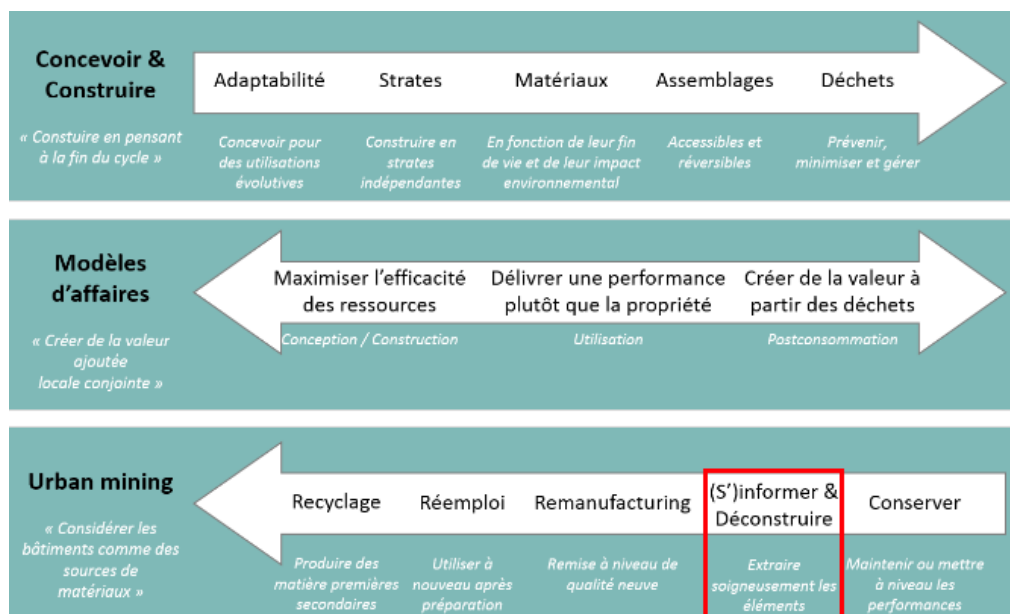 Concevoir &
Construire
« Constuire en pensant
à la fin du cycle »
Adaptabilité
Strates
Matériaux
Assemblages
Déchets
Concevoir pour
des utilisations
évolutives
Construire en
strates
indépendantes
En fonction de leur fin
de vie et de leur impact
environnemental
Accessibles et
réversibles
Prévenir,
minimiser et gérer
Modèles
d’affaires
« Créer de la valeur
ajoutée
locale conjointe »
Maximiser l’efficacité
des ressources
Délivrer une performance
plutôt que la propriété
Créer de la valeur à
partir des déchets
Conception / Construction
Utilisation
Postconsommation
Urban mining
« Considérer les
bâtiments comme des
sources de
matériaux »
Recyclage
Réemploi
Remanufacturing
(S’)informer &
Déconstruire
Conserver
Produire des
matière premières
secondaires
Utiliser à
nouveau après
préparation
Remise à niveau de
qualité neuve
Extraire
soigneusement les
éléments
Maintenir ou mettre
à niveau les
performances